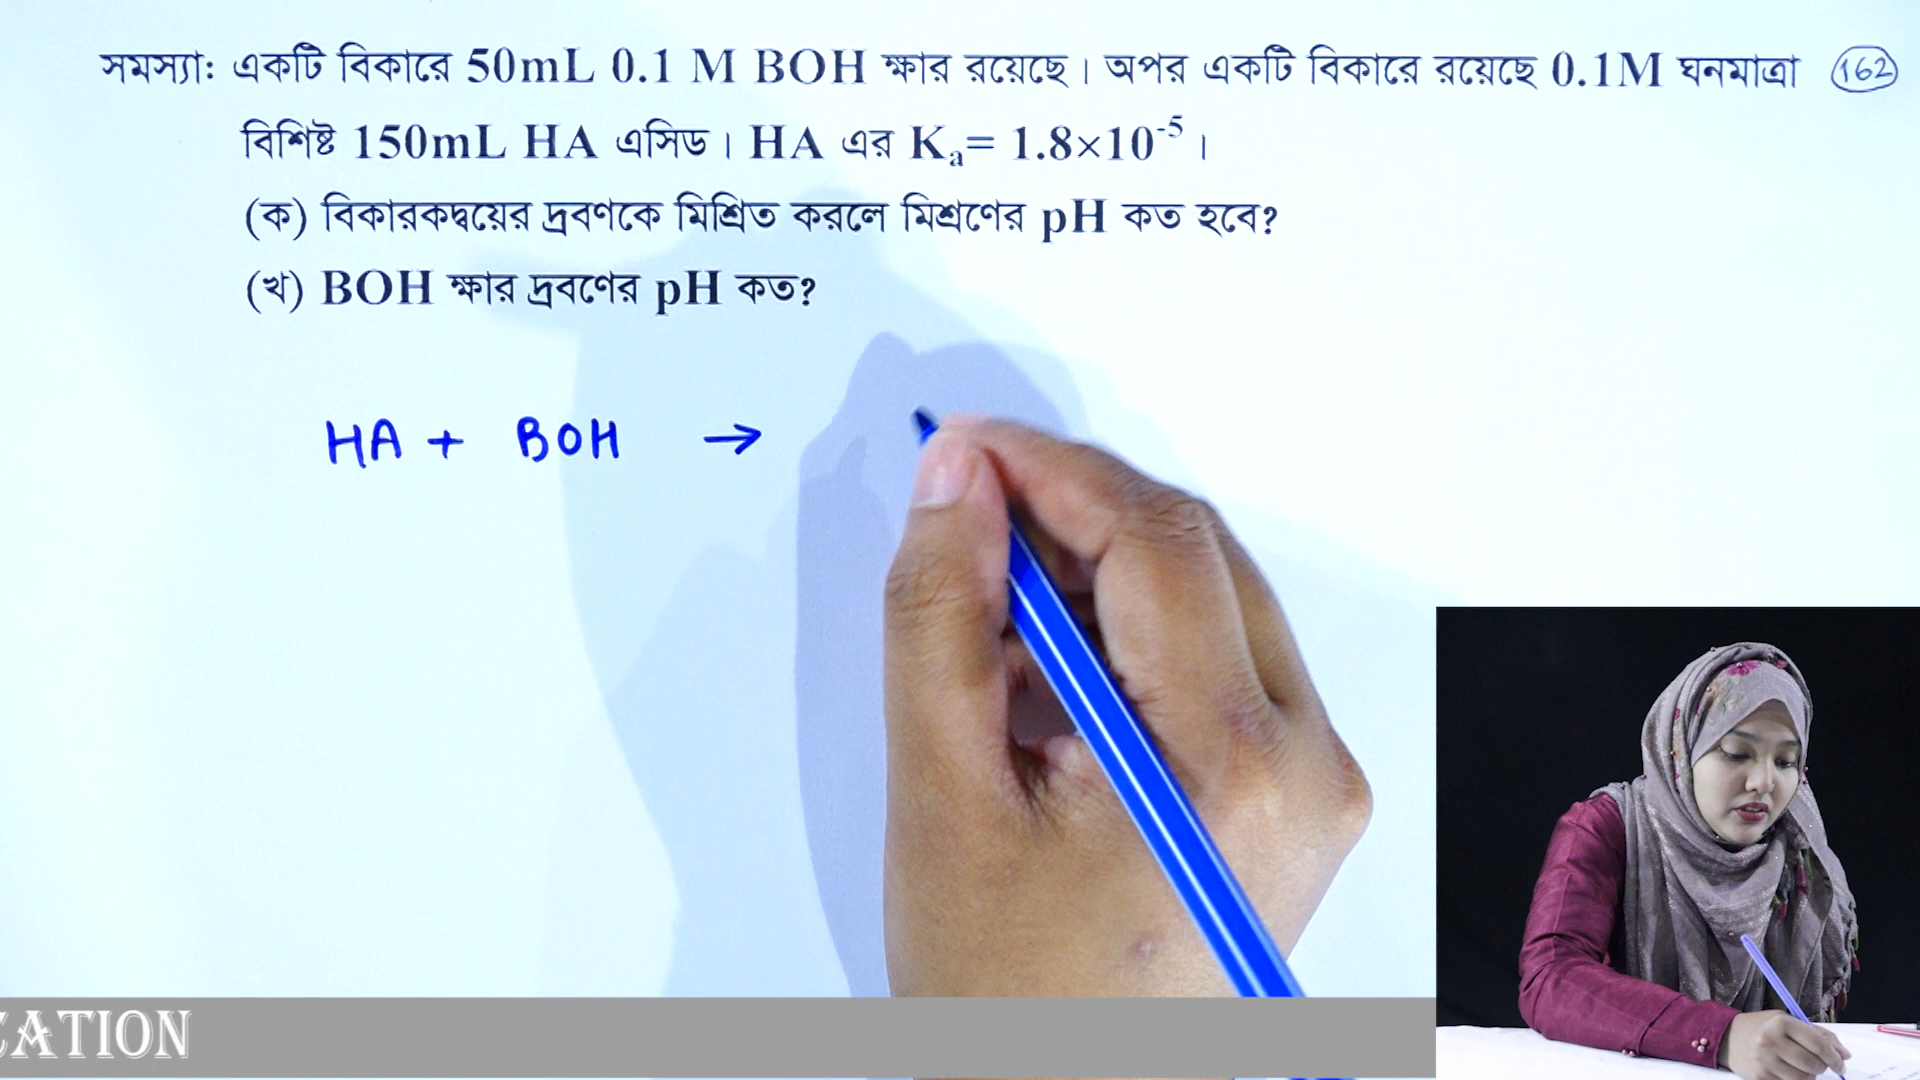 সমস্যা: একটি বিকারে 50mL 0.1 M BOH ক্ষার রয়েছে। অপর একটি বিকারে রয়েছে 0.1M ঘনমাত্রা 162
বিশিষ্ট 150mL HA এসিড। HA এর Kₐ= 1.8×10⁻⁵।
(ক) বিকারকদ্বয়ের দ্রবণকে মিশ্রিত করলে মিশ্রণের pH কত হবে?
(খ) BOH ক্ষার দ্রবণের pH কত?
HA + BOH →
CATION